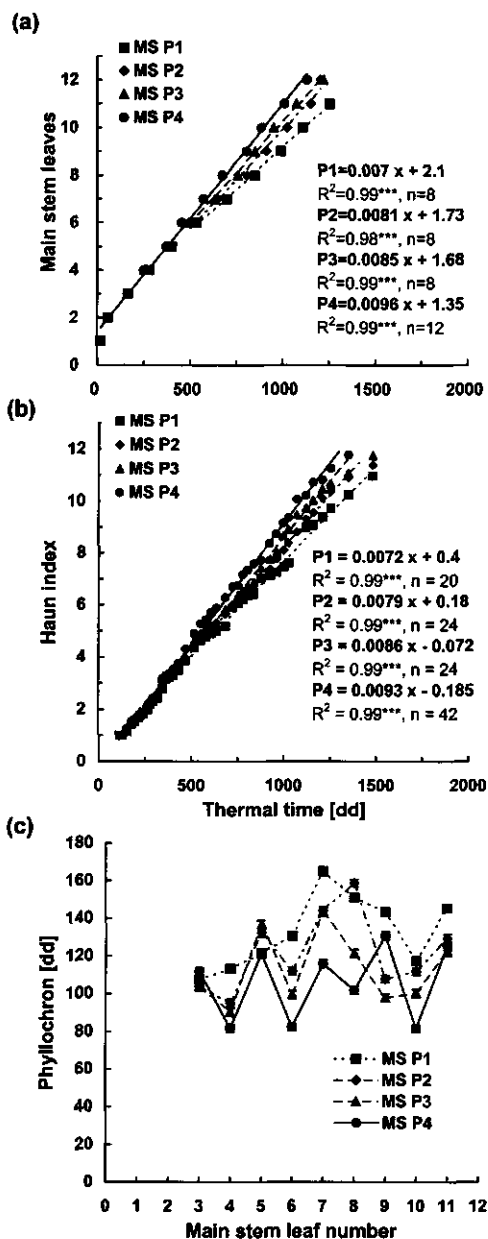 (a)
MS P1
MS P2
MS P3
MS P4
Main stem leaves
12
10
8
6
4
2
0
P1=0.007 x + 2.1
R²=0.99***, n=8
P2=0.0081 x + 1.73
R²=0.98***, n=8
P3=0.0085 x + 1.68
R²=0.99***, n=8
P4=0.0096 x + 1.35
R²=0.99***, n=12
0 500 750 1250 1500 2000
(b)
MS P1
MS P2
MS P3
MS P4
Haun index
12
10
8
6
4
2
0
P1 = 0.0072 x + 0.4
R² = 0.99***, n = 20
P2 = 0.0079 x + 0.18
R² = 0.99***, n = 24
P3 = 0.0086 x - 0.072
R² = 0.99***, n = 24
P4 = 0.0093 x - 0.185
R² = 0.99***, n = 42
0 500 750 1250 1500 2000
Thermal time [dd]
(c)
Phyllochron [dd]
180
160
140
120
100
80
60
40
20
0
MS P1
MS P2
MS P3
MS P4
0 1 2 3 4 5 6 7 8 9 10 11 12
Main stem leaf number